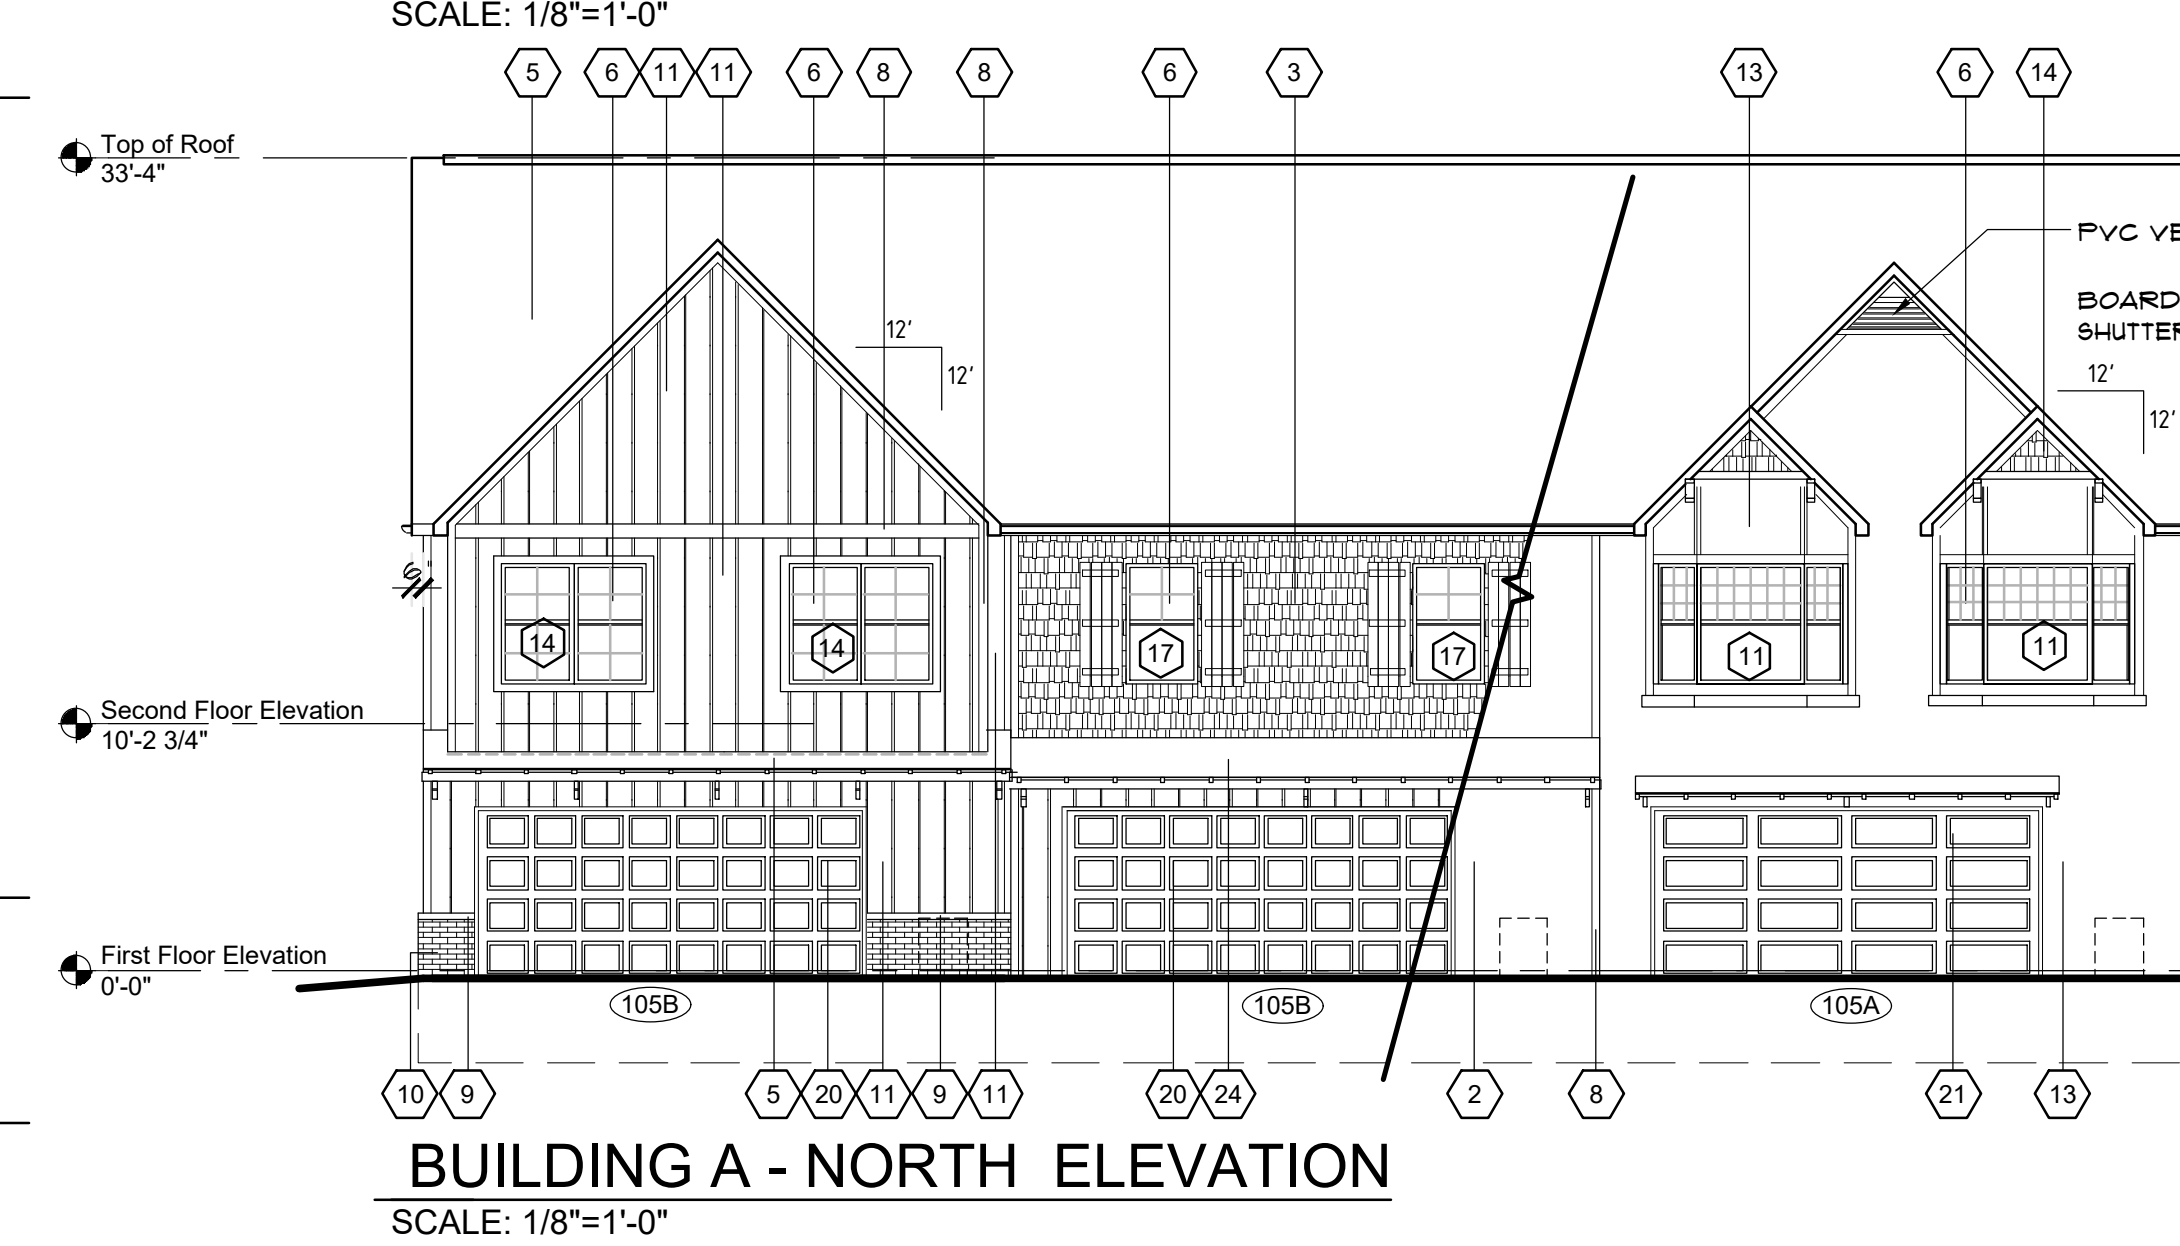 SCALE: 1/8"=1'-0"
5 6 11 11 6 8 8 6 3 13 6 14
Top of Roof
33'-4"
PVC VE
BOARD
SHUTTER
12'
12'
12'
12'
6"
14 14 17 17 11 11
Second Floor Elevation
10'-2 3/4"
First Floor Elevation
0'-0"
105B 105B 105A
10 9 5 20 11 9 11 20 24 2 8 21 13
BUILDING A - NORTH ELEVATION
SCALE: 1/8"=1'-0"